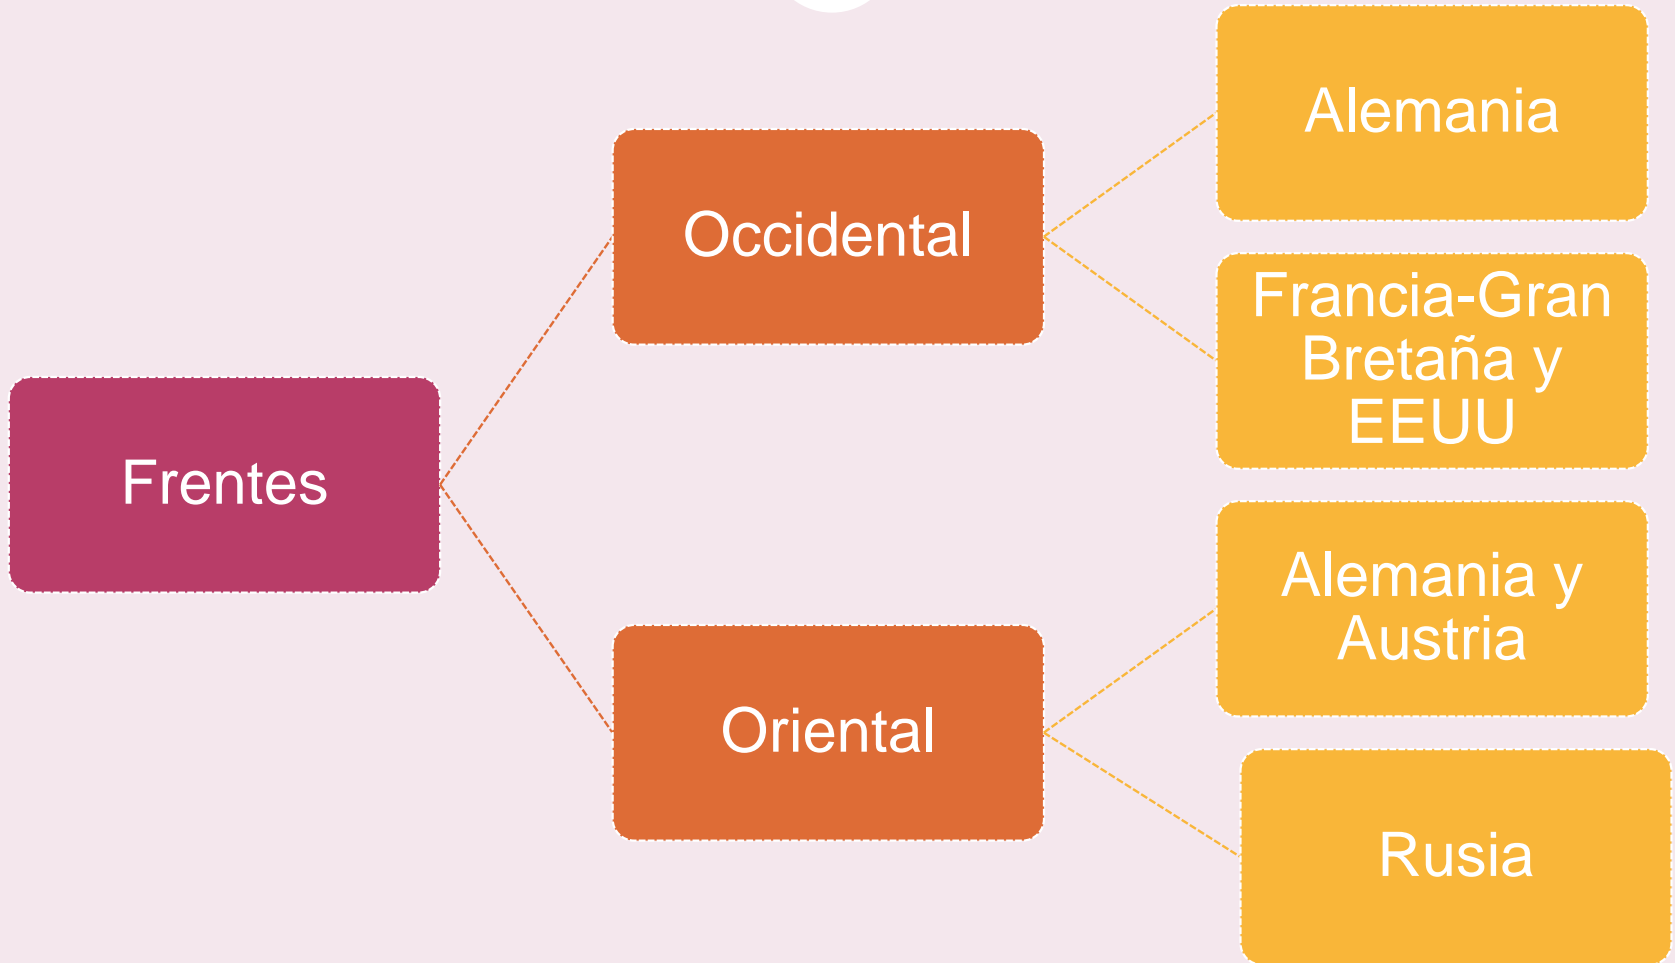 Frentes
Occidental
Alemania
Francia-Gran
Bretaña y
EEUU
Oriental
Alemania y
Austria
Rusia